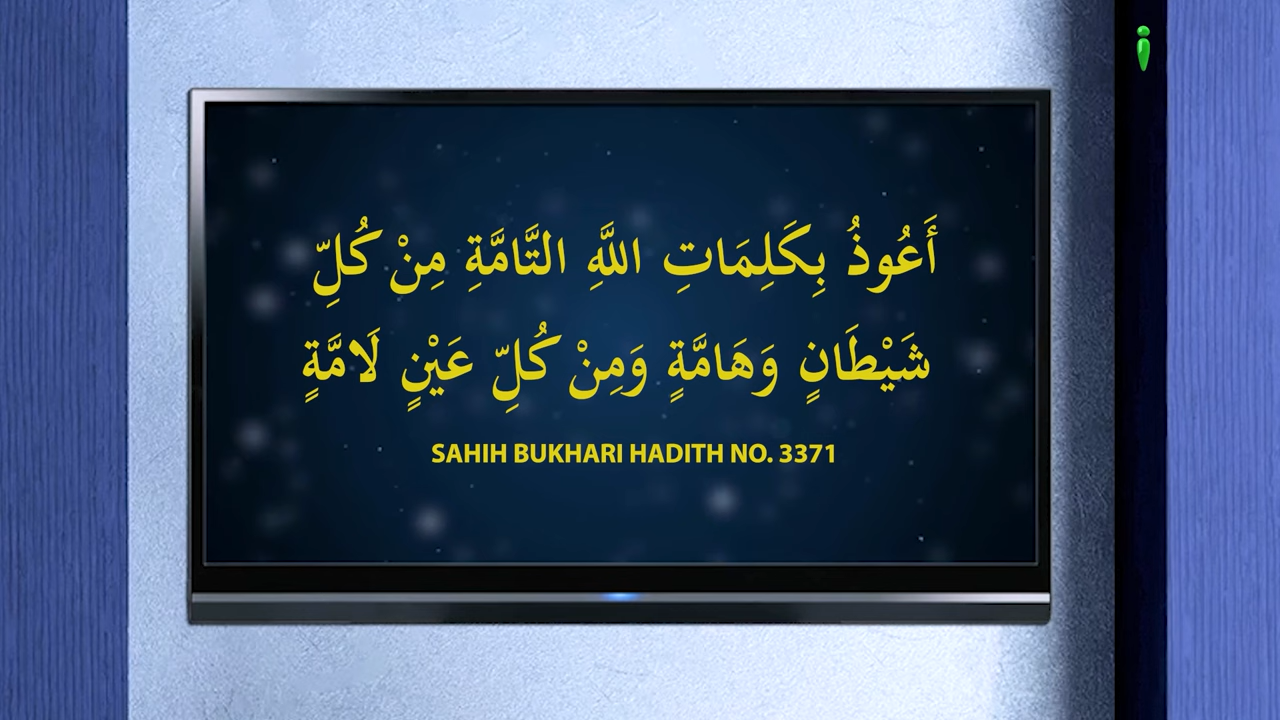 أَعُوذُ بِكَلِمَاتِ اللَّهِ التَّامَّةِ مِنْ كُلِّ
شَيْطَانٍ وَهَامَّةٍ وَمِنْ كُلِّ عَيْنٍ لَامَّةٍ
SAHIH BUKHARI HADITH NO. 3371